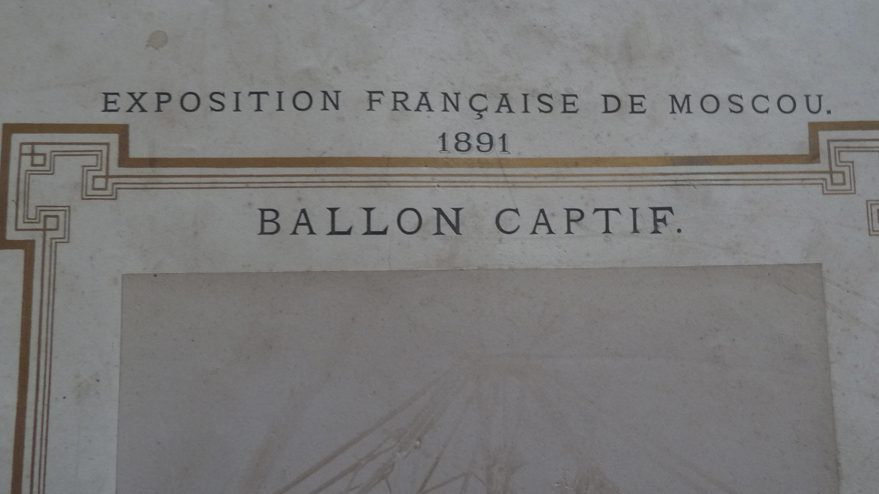 EXPOSITION FRANÇAISE DE MOSCOU.
1891
BALLON CAPTIF.